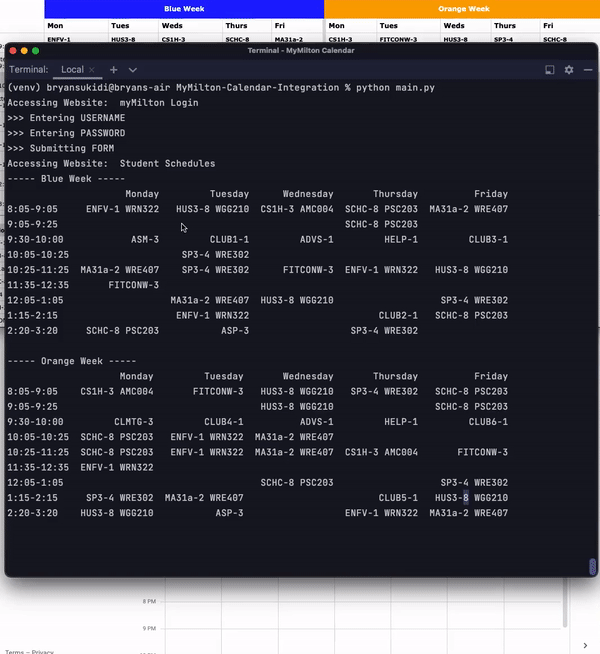 Blue Week Orange Week
Mon Tues Weds Thurs Fri Mon Tues Weds Thurs Fri
ENFV-1 HUS3-8 CS1H-3 SCHC-8 MA31a-2 CS1H-3 FITCONW-3 HUS3-8 SP3-4 SCHC-8
Terminal - MyMilton Calendar
Terminal: Local × +
(venv) bryansukidi@bryans-air MyMilton-Calendar-Integration % python main.py
Accessing Website:  myMilton Login
>>> Entering USERNAME
>>> Entering PASSWORD
>>> Submitting FORM
Accessing Website:  Student Schedules
----- Blue Week -----
Monday Tuesday Wednesday Thursday Friday
8:05-9:05 ENFV-1 WRN322 HUS3-8 WGG210 CS1H-3 AMC004 SCHC-8 PSC203 MA31a-2 WRE407
9:05-9:25 SCHC-8 PSC203
9:30-10:00 ASM-3 CLUB1-1 ADVS-1 HELP-1 CLUB3-1
10:05-10:25 SP3-4 WRE302
10:25-11:25 MA31a-2 WRE407 SP3-4 WRE302 FITCONW-3 ENFV-1 WRN322 HUS3-8 WGG210
11:35-12:35 FITCONW-3
12:05-1:05 MA31a-2 WRE407 HUS3-8 WGG210 SP3-4 WRE302
1:15-2:15 ENFV-1 WRN322 CLUB2-1 SCHC-8 PSC203
2:20-3:20 SCHC-8 PSC203 ASP-3 SP3-4 WRE302
----- Orange Week -----
Monday Tuesday Wednesday Thursday Friday
8:05-9:05 CS1H-3 AMC004 FITCONW-3 HUS3-8 WGG210 SP3-4 WRE302 SCHC-8 PSC203
9:05-9:25 HUS3-8 WGG210 SCHC-8 PSC203
9:30-10:00 CLMTG-3 CLUB4-1 ADVS-1 HELP-1 CLUB6-1
10:05-10:25 SCHC-8 PSC203 ENFV-1 WRN322 MA31a-2 WRE407
10:25-11:25 SCHC-8 PSC203 ENFV-1 WRN322 MA31a-2 WRE407 CS1H-3 AMC004 FITCONW-3
11:35-12:35 ENFV-1 WRN322
12:05-1:05 SCHC-8 PSC203 SP3-4 WRE302
1:15-2:15 SP3-4 WRE302 MA31a-2 WRE407 CLUB5-1 HUS3-8 WGG210
2:20-3:20 HUS3-8 WGG210 ASP-3 ENFV-1 WRN322 MA31a-2 WRE407
8 PM
9 PM
Terms – Privacy